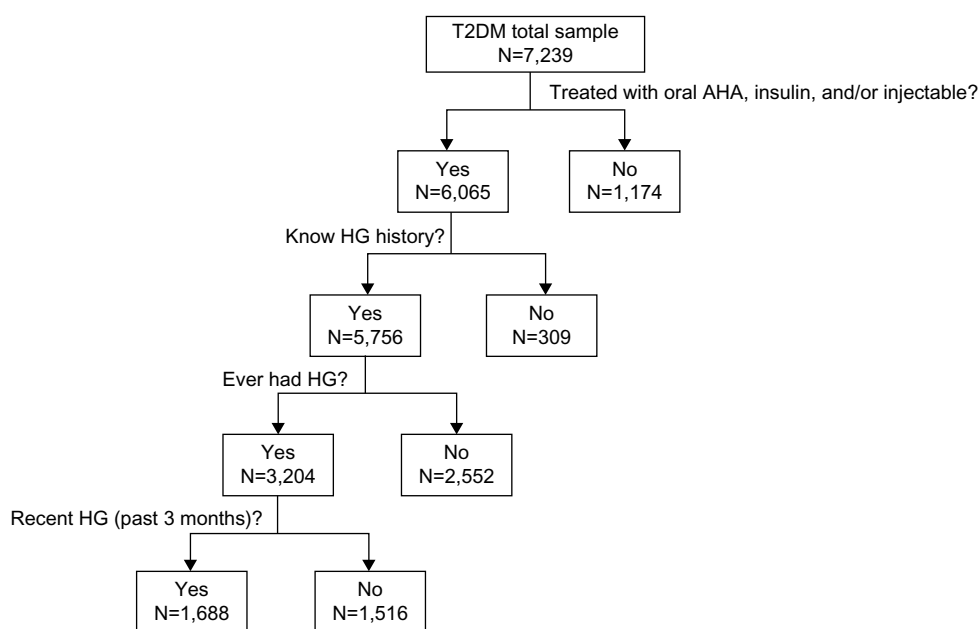 T2DM total sample
N=7,239
Treated with oral AHA, insulin, and/or injectable?
Yes
N=6,065
No
N=1,174
Know HG history?
Yes
N=5,756
No
N=309
Ever had HG?
Yes
N=3,204
No
N=2,552
Recent HG (past 3 months)?
Yes
N=1,688
No
N=1,516